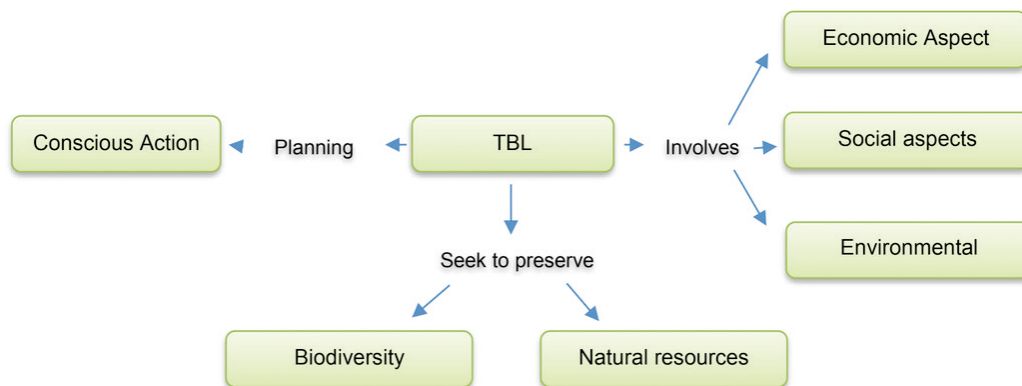 Economic Aspect
Conscious Action
Planning
TBL
Involves
Social aspects
Environmental
Seek to preserve
Biodiversity
Natural resources